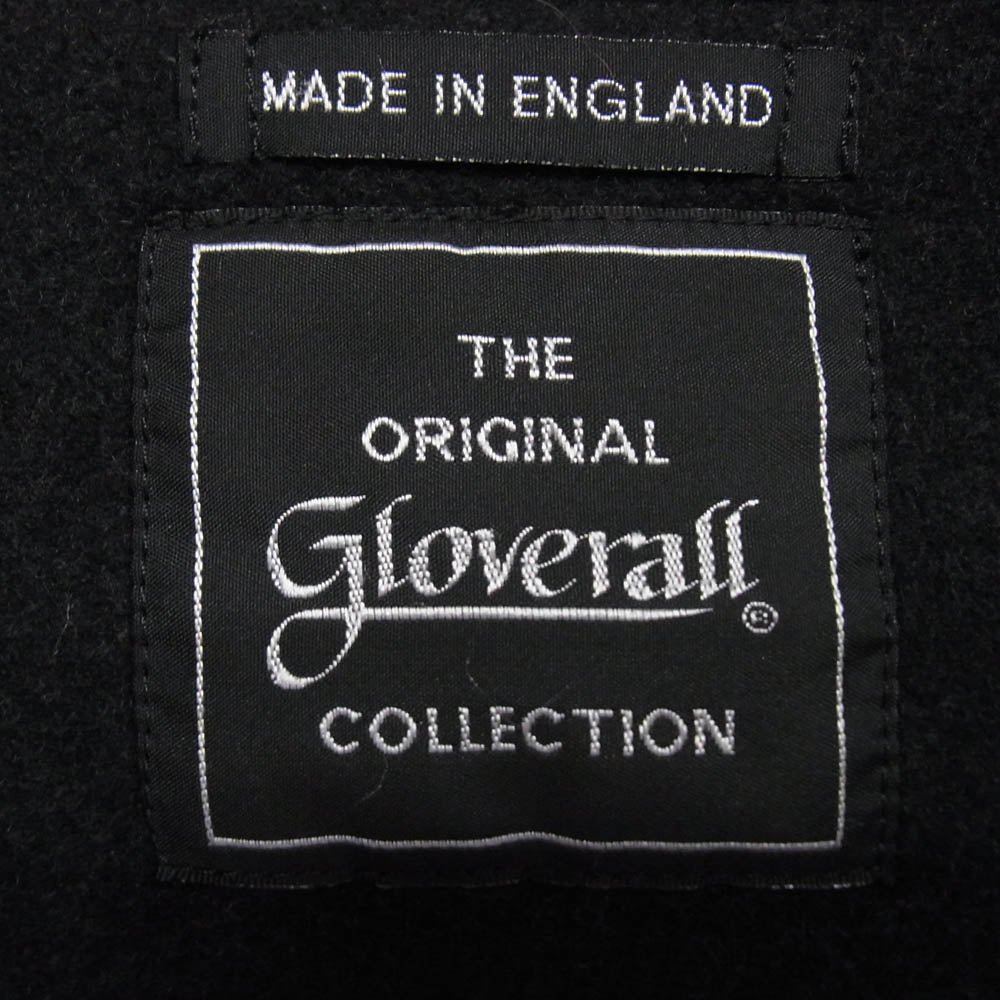 MADE IN ENGLAND
THE
ORIGINAL
Gloverall®
COLLECTION